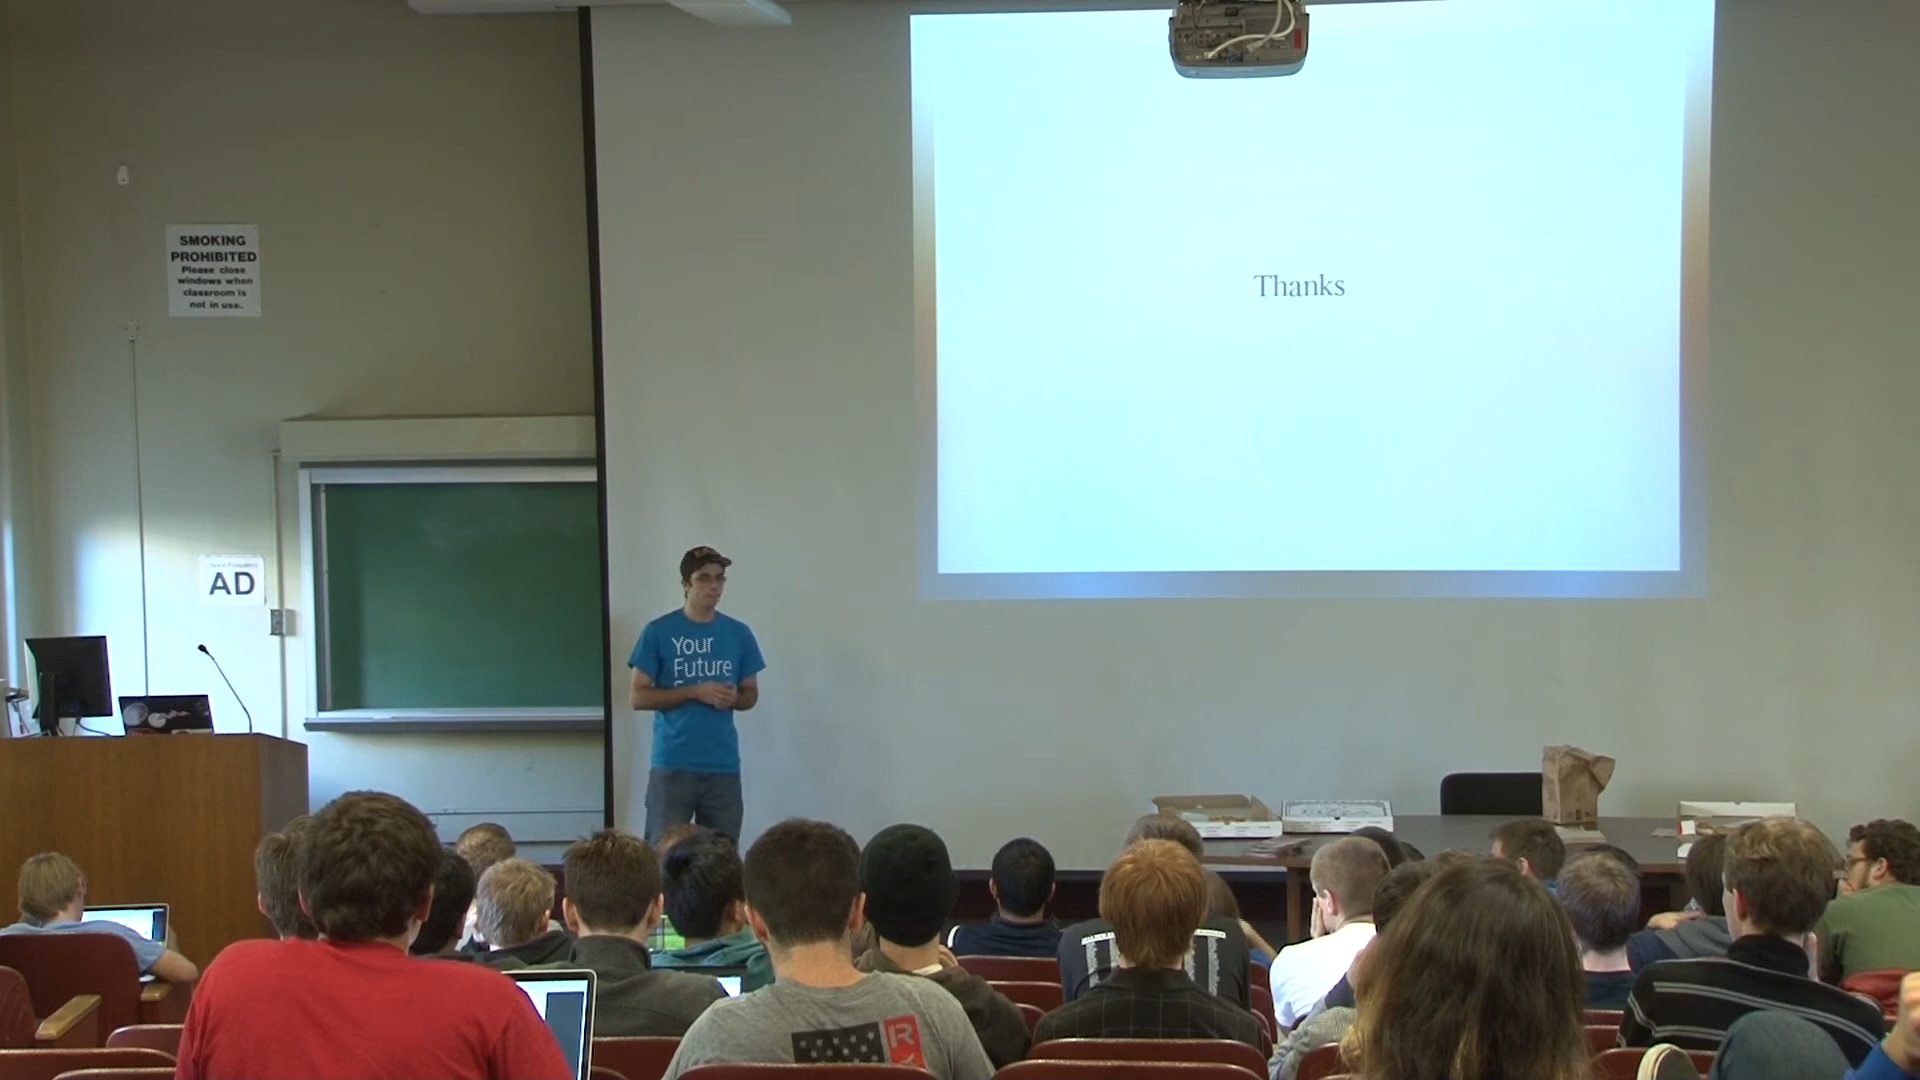 SMOKING
PROHIBITED
Please close
windows when
classroom is
not in use.
AD
Thanks
Your
Future
R